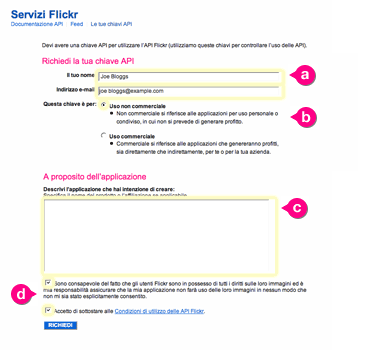 Servizi Flickr
Documentazione API Feed Le tue chiavi API
Devi avere una chiave API per utilizzare l'API Flickr (utilizziamo queste chiavi per controllare l'uso delle API).
Richiedi la tua chiave API
Il tuo nome Joe Bloggs
a
Indirizzo e-mail joe bloggs@example.com
Questa chiave è per: Uso non commerciale
Non commerciale si riferisce alle applicazioni per uso personale o
condiviso, in cui non si prevede di generare profitto.
b
Uso commerciale
Commerciale si riferisce alle applicazioni che genereranno profitti,
sia direttamente che indirettamente, per te o per la tua azienda.
A proposito dell'applicazione
Descrivi l'applicazione che hai intenzione di creare:
Specifica il nome del prodotto o l'affiliazione se applicabile
c
Sono consapevole del fatto che gli utenti Flickr sono in possesso di tutti i diritti sulle loro immagini ed è
mia responsabilità assicurare che la mia applicazione non farà uso delle loro immagini in nessun modo che
non mi sia stato esplicitamente consentito.
d
Accetto di sottostare alle Condizioni di utilizzo delle API Flickr.
RICHIEDI